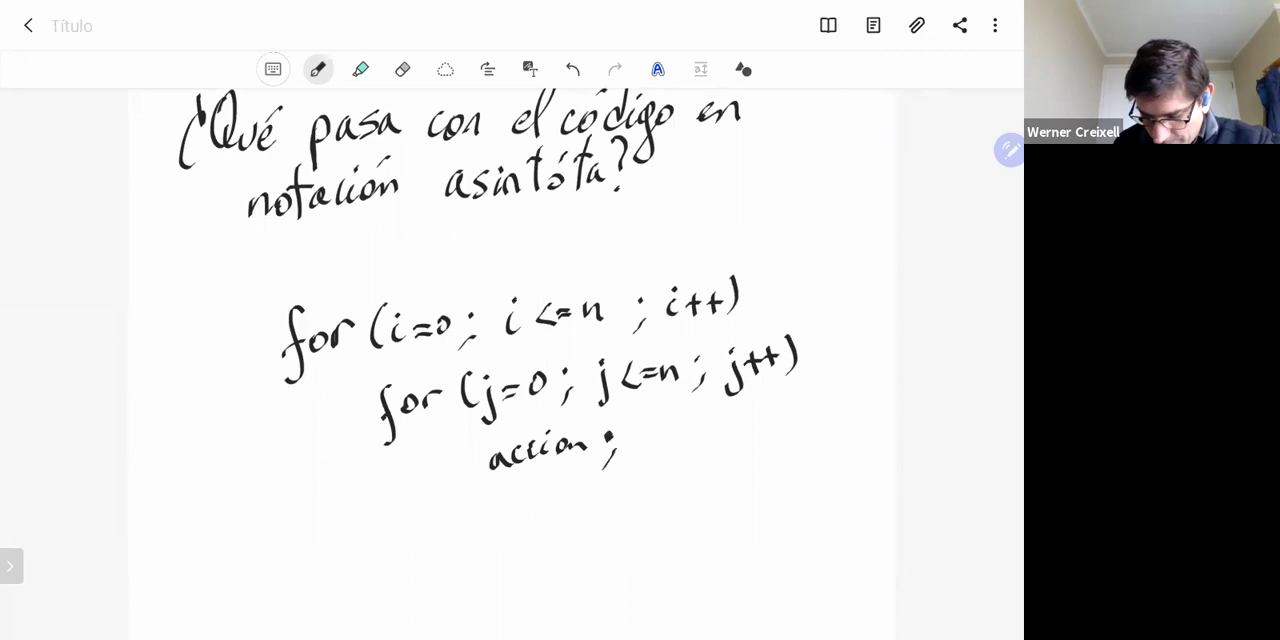 Título
¿Qué pasa con el código en
notación asintóta?
for (i=0; i <=n ; i++)
for (j=0; j <=n; j++)
accion;
Werner Creixell